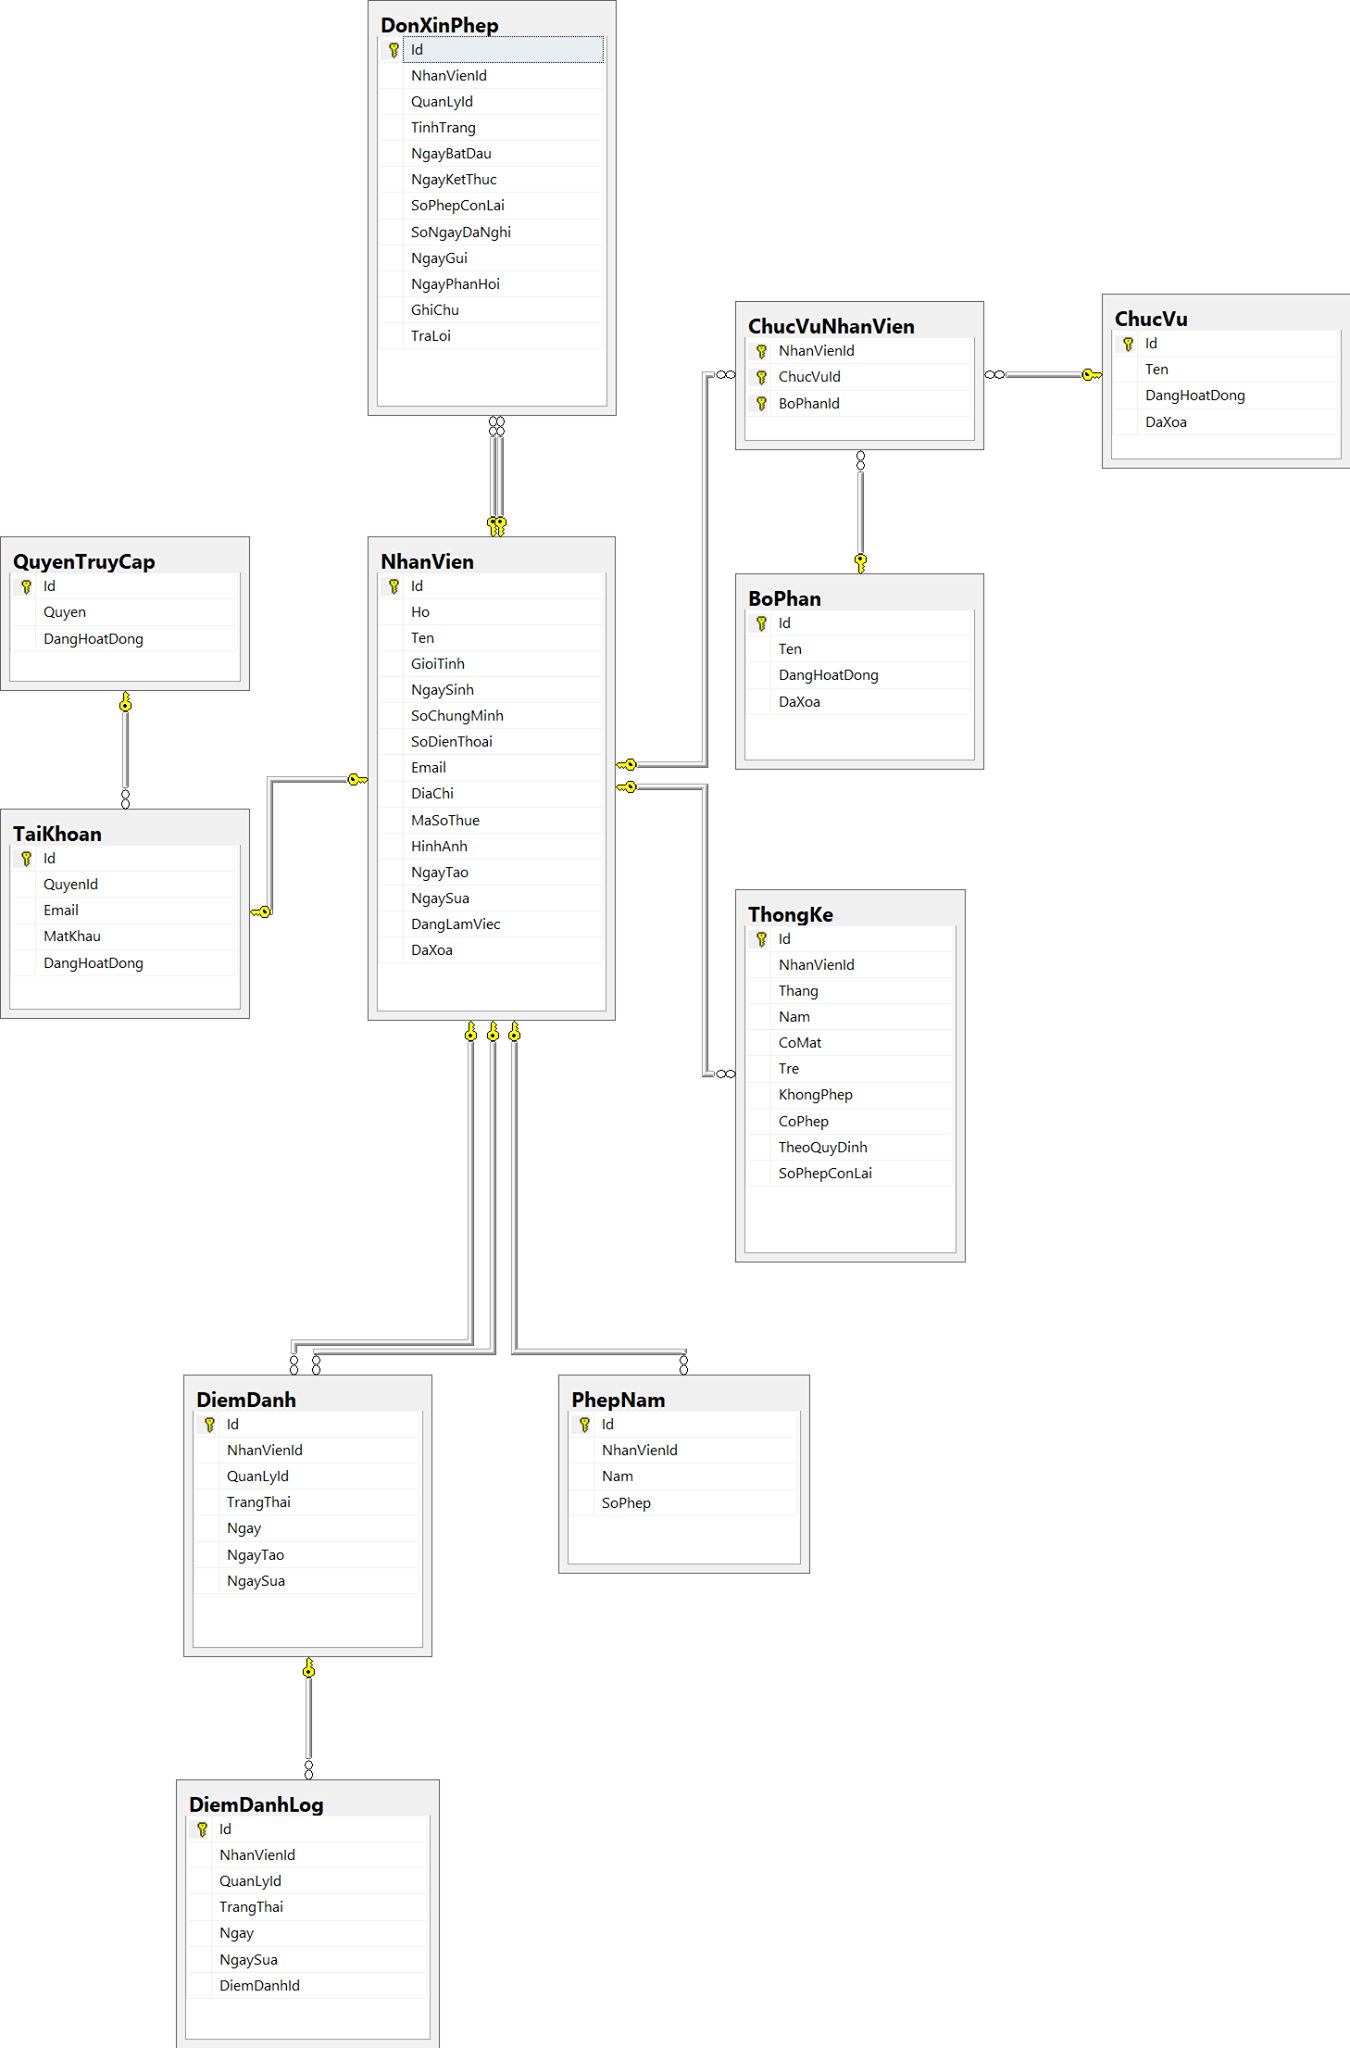 DonXinPhep
Id
NhanVienId
QuanLyId
TinhTrang
NgayBatDau
NgayKetThuc
SoPhepConLai
SoNgayDaNghi
NgayGui
NgayPhanHoi
GhiChu
TraLoi
ChucVuNhanVien
NhanVienId
ChucVuId
BoPhanId
ChucVu
Id
Ten
DangHoatDong
DaXoa
QuyenTruyCap
Id
Quyen
DangHoatDong
NhanVien
Id
Ho
Ten
GioiTinh
NgaySinh
SoChungMinh
SoDienThoai
Email
DiaChi
MaSoThue
HinhAnh
NgayTao
NgaySua
DangLamViec
DaXoa
BoPhan
Id
Ten
DangHoatDong
DaXoa
TaiKhoan
Id
QuyenId
Email
MatKhau
DangHoatDong
ThongKe
Id
NhanVienId
Thang
Nam
CoMat
Tre
KhongPhep
CoPhep
TheoQuyDinh
SoPhepConLai
DiemDanh
Id
NhanVienId
QuanLyId
TrangThai
Ngay
NgayTao
NgaySua
PhepNam
Id
NhanVienId
Nam
SoPhep
DiemDanhLog
Id
NhanVienId
QuanLyId
TrangThai
Ngay
NgaySua
DiemDanhId